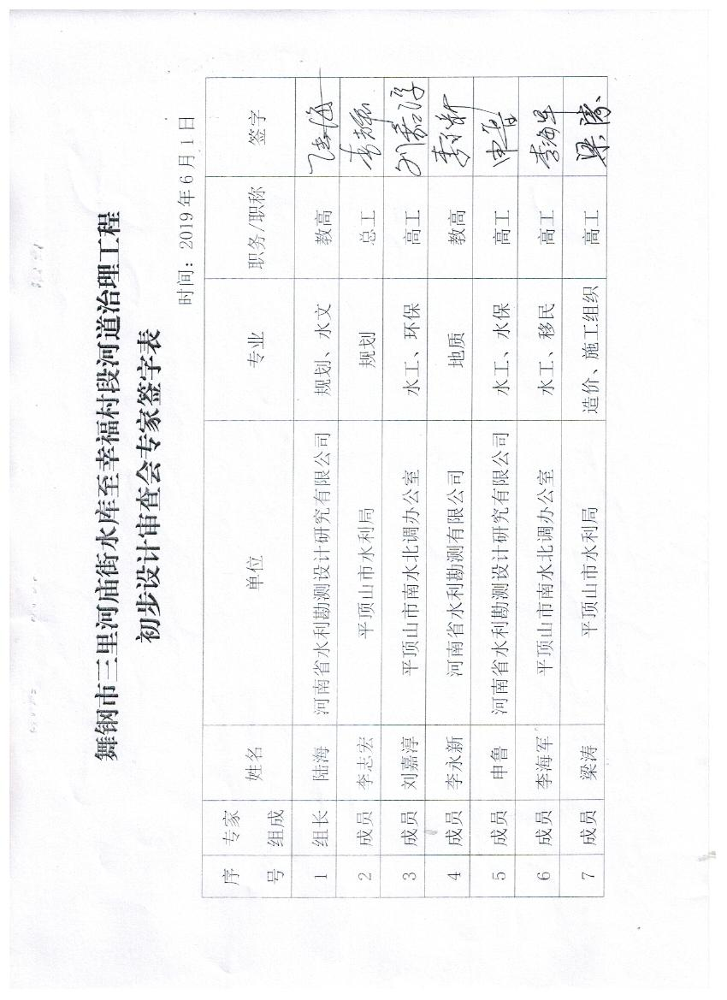 舞钢市三里河庙街水库至幸福村段河道治理工程
初步设计审查会专家签字表
时间：2019年6月1日
序号 专家组成 姓名 单位 专业 职务/职称 签字
1 组长 陆海 河南省水利勘测设计研究有限公司 规划、水文 教高
2 成员 李志宏 平顶山市水利局 规划 总工
3 成员 刘嘉淳 平顶山市南水北调办公室 水工、环保 高工 刘嘉淳
4 成员 李永新 河南省水利勘测有限公司 地质 教高 李永新
5 成员 申鲁 河南省水利勘测设计研究有限公司 水工、水保 高工 申鲁
6 成员 李海军 平顶山市南水北调办公室 水工、移民 高工 李海军
7 成员 梁涛 平顶山市水利局 造价、施工组织 高工 梁涛